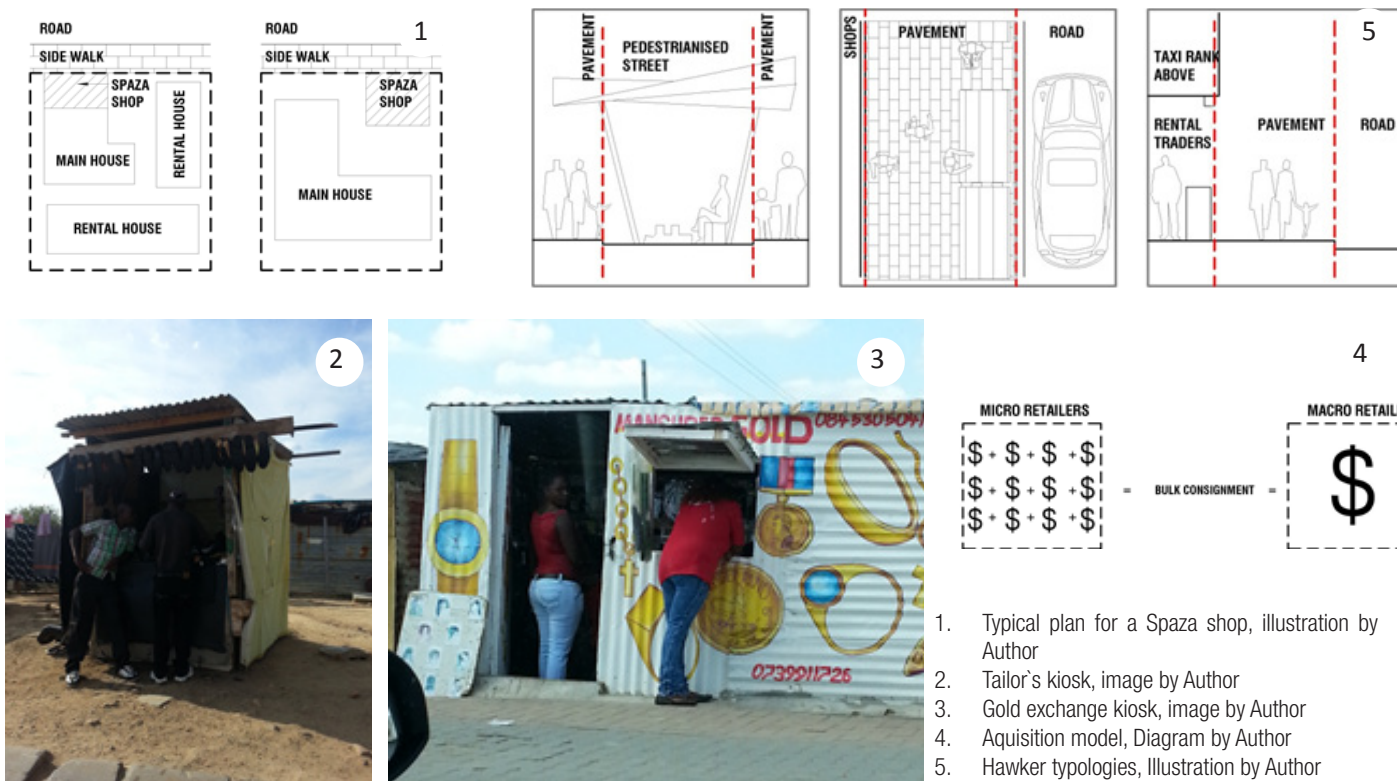 ROAD
SIDE WALK
SPAZA
SHOP
MAIN HOUSE
RENTAL HOUSE
RENTAL HOUSE
ROAD
SIDE WALK
SPAZA
SHOP
MAIN HOUSE
1
PAVEMENT
PEDESTRIANISED
STREET
PAVEMENT
SHOPS
PAVEMENT
ROAD
TAXI RANK
ABOVE
RENTAL
TRADERS
PAVEMENT
ROAD
5
2
3
GOLD
0739911726
4
MICRO RETAILERS
$ + $ + $ + $
$ + $ + $ + $
$ + $ + $ + $
= BULK CONSIGNMENT =
MACRO RETAIL
$
1. Typical plan for a Spaza shop, illustration by
Author
2. Tailor`s kiosk, image by Author
3. Gold exchange kiosk, image by Author
4. Aquisition model, Diagram by Author
5. Hawker typologies, Illustration by Author